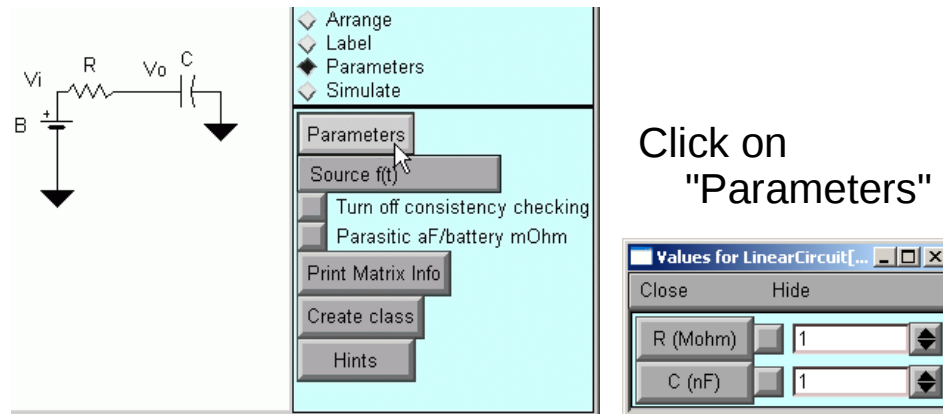 Vi
R
Vo
C
B
+
Arrange
Label
Parameters
Simulate
Parameters
Source f(t)
Turn off consistency checking
Parasitic aF/battery mOhm
Print Matrix Info
Create class
Hints
Click on
"Parameters"
Values for LinearCircuit[...
Close Hide
R (Mohm) 1
C (nF) 1